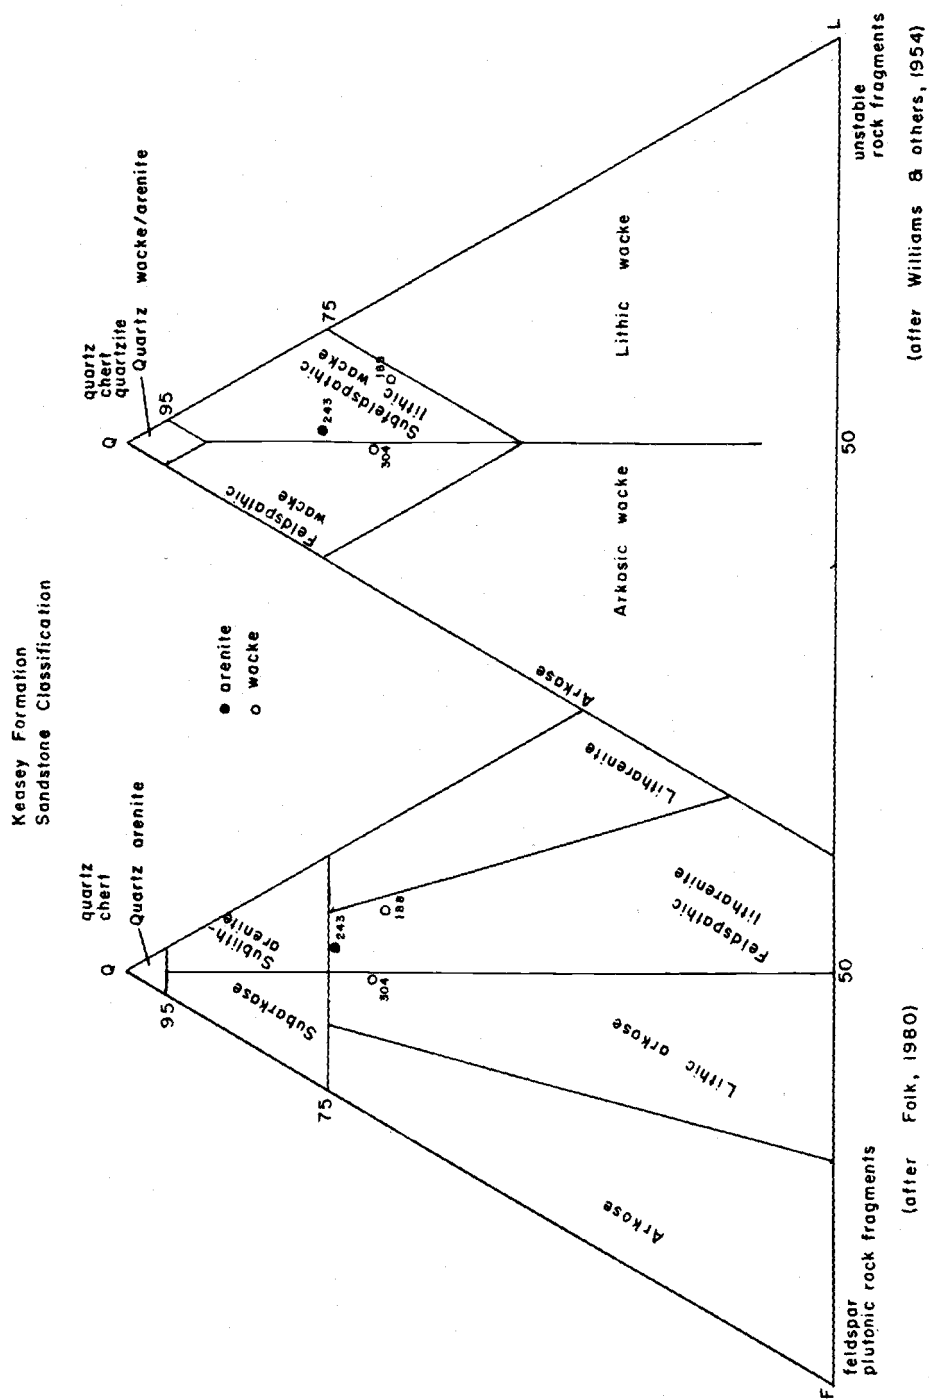 Keasey Formation
Sandstone Classification
quartz
chert
Quartz arenite
Q
95
75
Sublith-
arenite
Subarkase
243
188
304
Litharenite
Feldspathic
litharenite
Lithic arkose
Arkose
50
F
feldspar
plutonic rock fragments
(after Folk, 1980)
● arenite
○ wacke
quartz
chert
quartzite
Quartz wacke/arenite
Q
95
75
Feldspathic
wacke
Subfeldspathic
lithic
wacke
243
188
304
Arkase
Arkosic wacke
Lithic wacke
50
L
unstable
rock fragments
(after Williams & others, 1954)